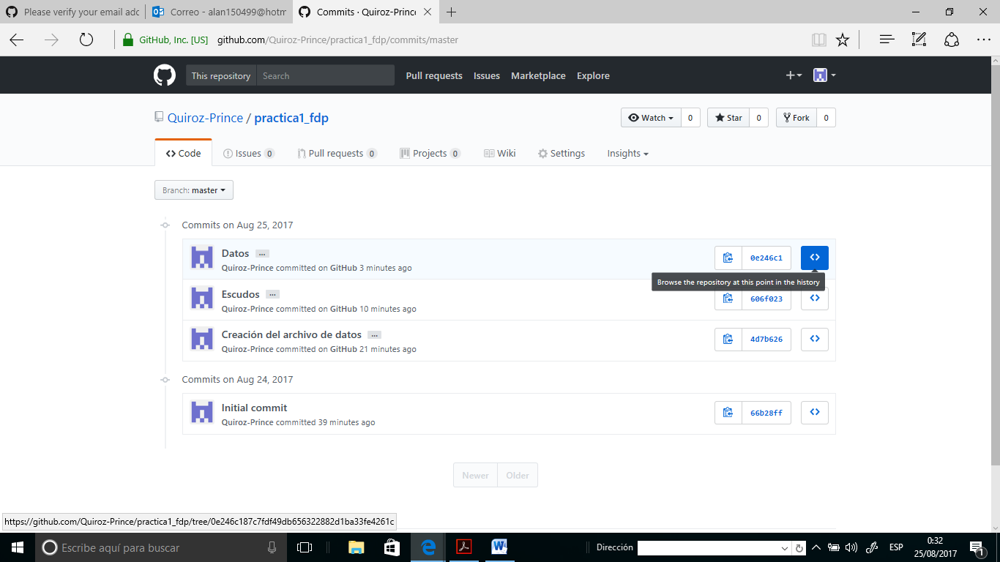 Please verify your email add
Correo - alan150499@hotm
Commits · Quiroz-Prince
GitHub, Inc. [US] github.com/Quiroz-Prince/practica1_fdp/commits/master
This repository Search Pull requests Issues Marketplace Explore
Quiroz-Prince / practica1_fdp
Watch 0 Star 0 Fork 0
Code Issues 0 Pull requests 0 Projects 0 Wiki Settings Insights
Branch: master
Commits on Aug 25, 2017
Datos ...
Quiroz-Prince committed on GitHub 3 minutes ago
0e246c1
Browse the repository at this point in the history
Escudos ...
Quiroz-Prince committed on GitHub 10 minutes ago
606f023
Creación del archivo de datos ...
Quiroz-Prince committed on GitHub 21 minutes ago
4d7b626
Commits on Aug 24, 2017
Initial commit
Quiroz-Prince committed 39 minutes ago
66b28ff
Newer Older
https://github.com/Quiroz-Prince/practica1_fdp/tree/0e246c187c7fdf49db656322882d1ba33fe4261c
Escribe aquí para buscar
Dirección
ESP
0:32
25/08/2017
1